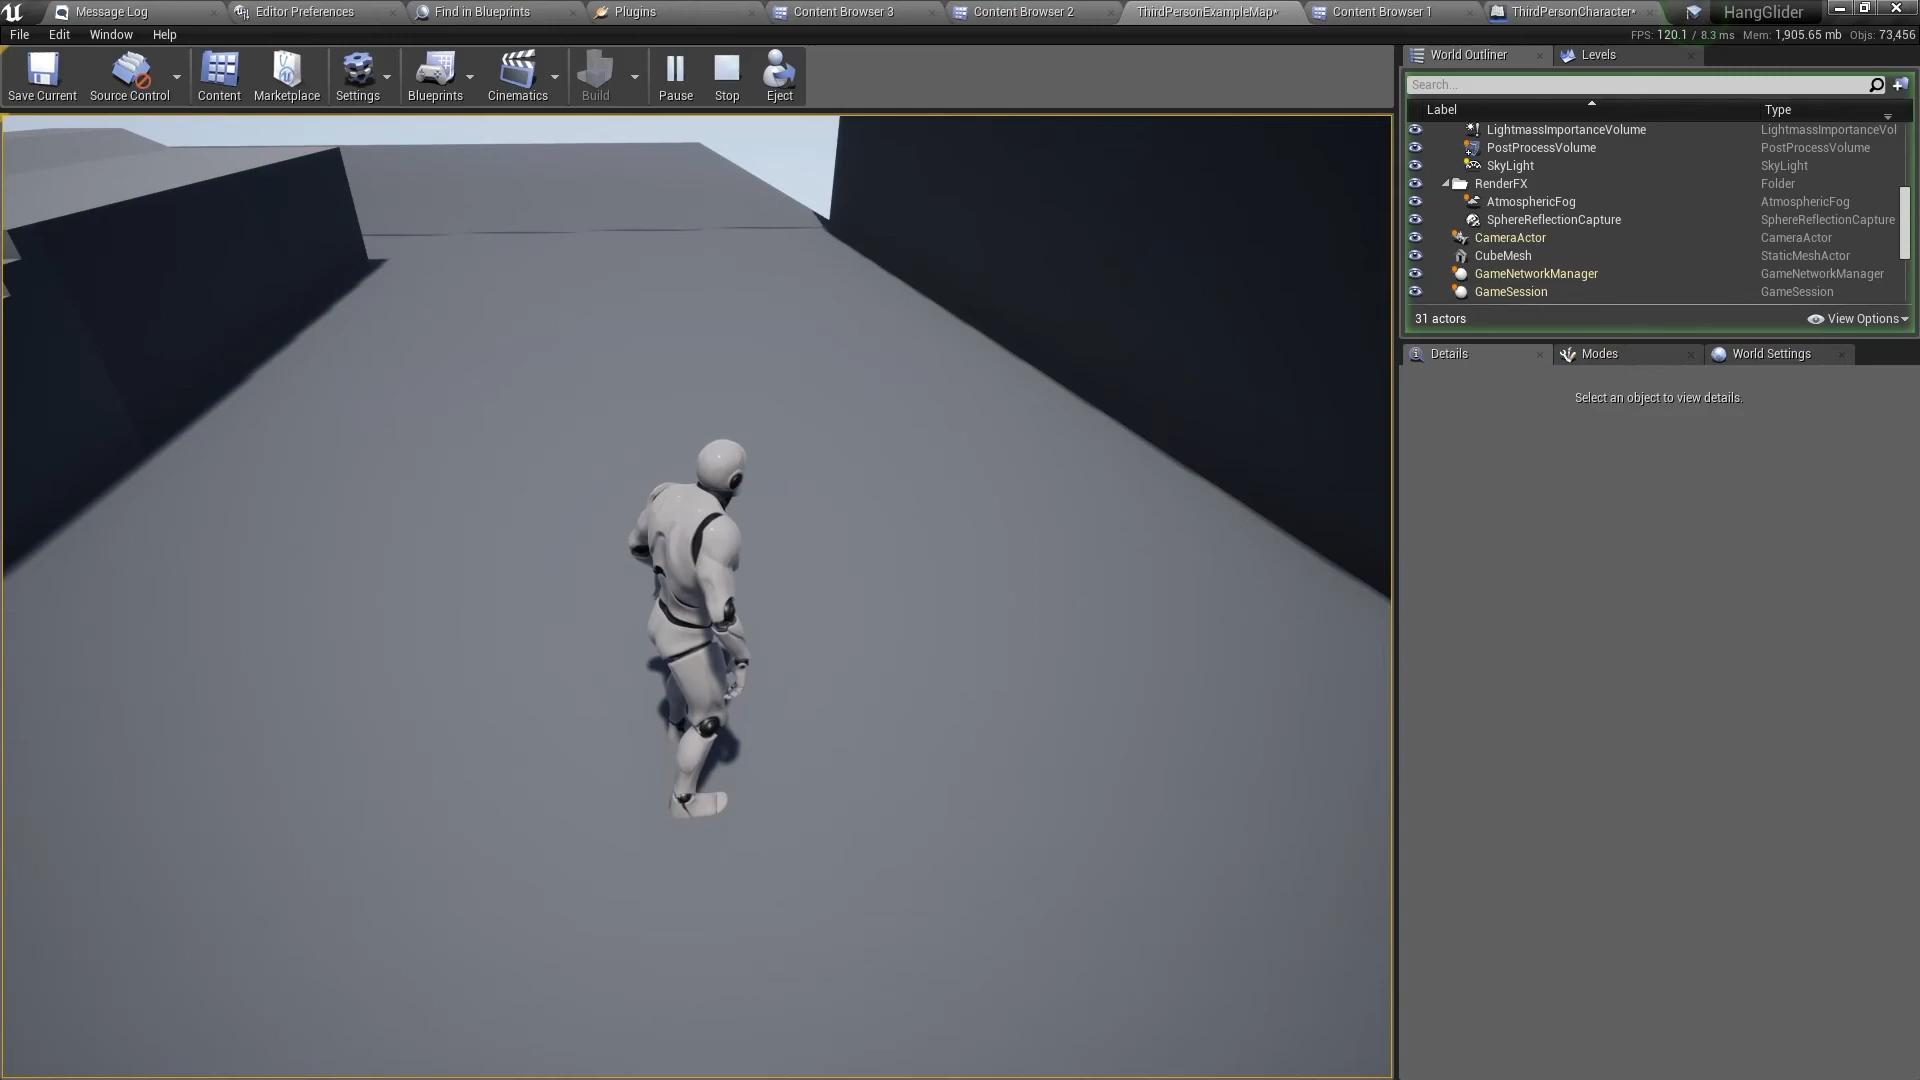 Message Log
Editor Preferences
Find in Blueprints
Plugins
Content Browser 3
Content Browser 2
ThirdPersonExampleMap*
Content Browser 1
ThirdPersonCharacter*
HangGlider
File Edit Window Help
FPS: 120.1 / 8.3 ms Mem: 1,905.65 mb Objs: 73,456
Save Current
Source Control
Content
Marketplace
Settings
Blueprints
Cinematics
Build
Pause
Stop
Eject
World Outliner
Levels
Search...
Label Type
LightmassImportanceVolume LightmassImportanceVol
PostProcessVolume PostProcessVolume
SkyLight SkyLight
RenderFX Folder
AtmosphericFog AtmosphericFog
SphereReflectionCapture SphereReflectionCapture
CameraActor CameraActor
CubeMesh StaticMeshActor
GameNetworkManager GameNetworkManager
GameSession GameSession
31 actors
View Options
Details
Modes
World Settings
Select an object to view details.